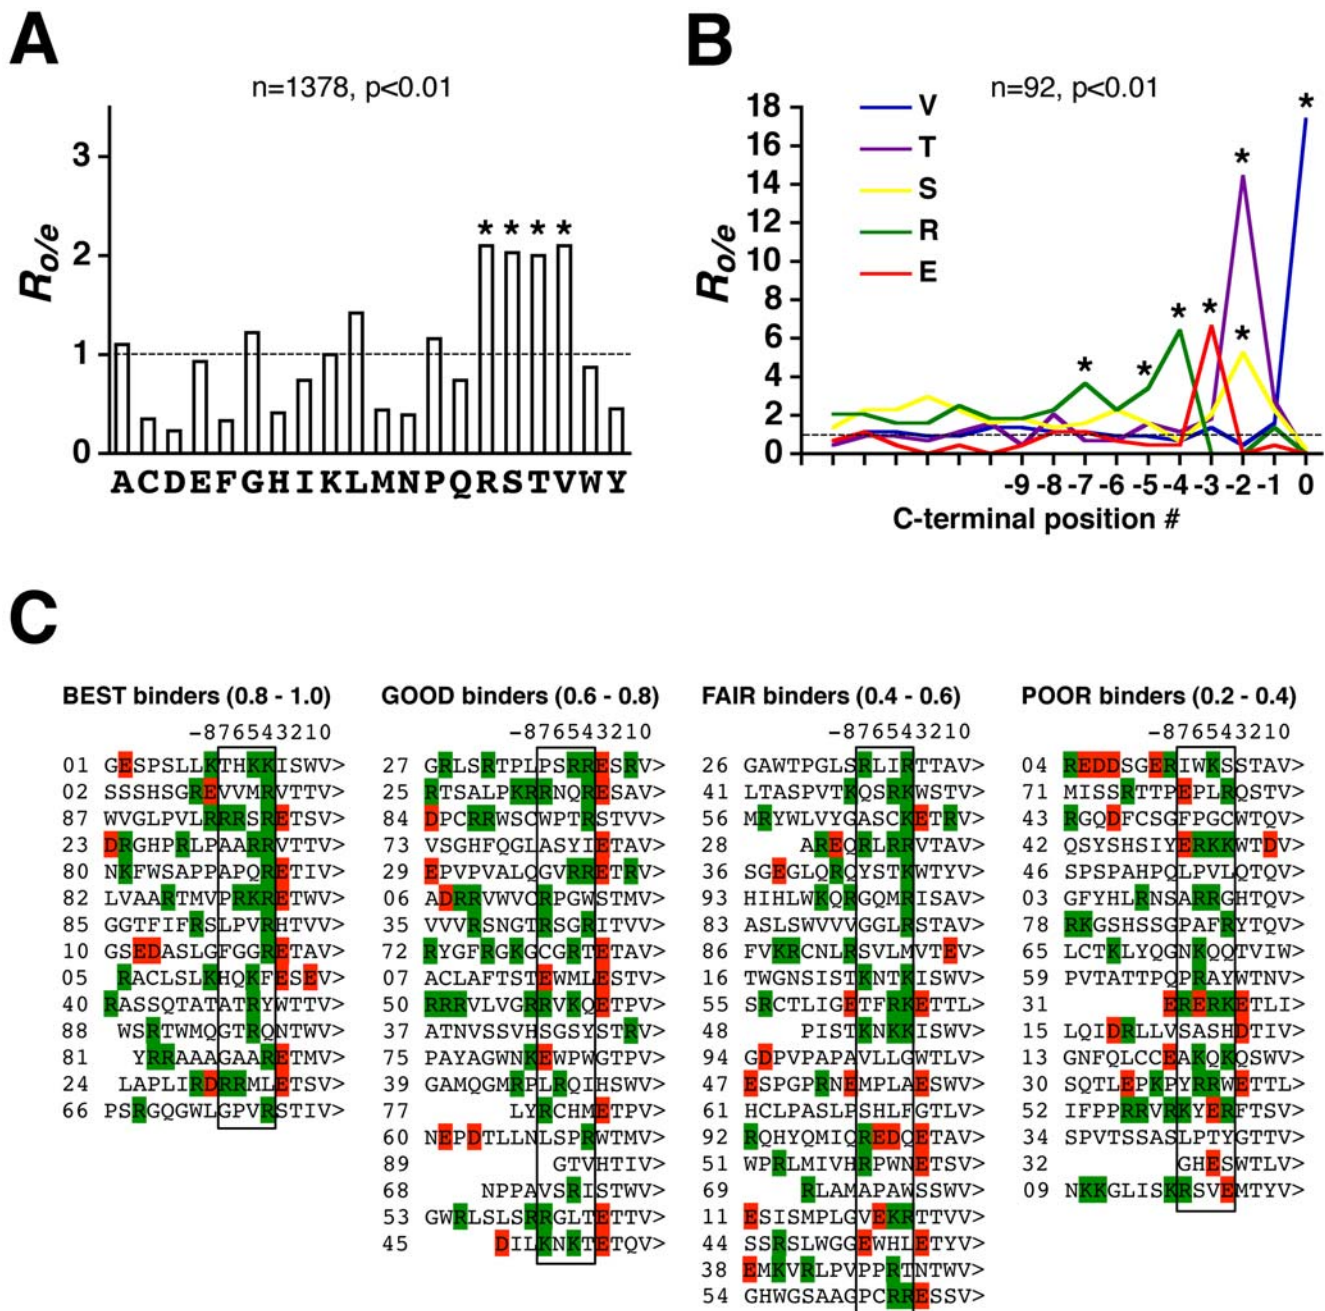 A
n=1378, p<0.01
Ro/e
3
2
1
0
* * * *
A C D E F G H I K L M N P Q R S T V W Y
B
n=92, p<0.01
Ro/e
18
16
14
12
10
8
6
4
2
0
V
T
S
R
E
* * * * * * *
-9 -8 -7 -6 -5 -4 -3 -2 -1 0
C-terminal position #
C
BEST binders (0.8 - 1.0)
-876543210
01 GESPSLLKTHKKISWV>
02 SSSHSGREVVMRVTTV>
87 WVGLPVLRRRSRETSV>
23 DRGHPRLPAARRVTTV>
80 NKFWSAPPAPQRETIV>
82 LVAARTMVPRKRETWV>
85 GGTFIFRSLPVRHTVV>
10 GSEDASLGFGGRETAV>
05 RACLSLKHQKFESEV>
40 RASSQTATATRYWTTV>
88 WSRTWMQGTRQNTWV>
81 YRRAAAGAARETMV>
24 LAPLIRDRRMLETSV>
66 PSRGQGWLGPVRSTIV>
GOOD binders (0.6 - 0.8)
-876543210
27 GRLSRTPLPSRRESRV>
25 RTSALPKRRNQRESAV>
84 DPCRRWSCWPTRSTVV>
73 VSGHFQGLASYIETAV>
29 EPVPVALQGVRRETRV>
06 ADRRVWVCRPGWSTMV>
35 VVVRSNGTRSGRITVV>
72 RYGFRGKGCGRTETAV>
07 ACLAFTSTEWMLESTV>
50 RRRVLVGRRVKQETPV>
37 ATNVSSVHSGSYSTRV>
75 PAYAGWNKEWPWGTPV>
39 GAMQGMRPLRQIHSWV>
77 LYRCHMETPV>
60 NEPDTLLNLSPRWTMV>
89 GTVHTIV>
68 NPPAVSRISTWV>
53 GWRLSLSRRGLTETTV>
45 DILKNKTETQV>
FAIR binders (0.4 - 0.6)
-876543210
26 GAWTPGLSRLIRTTAV>
41 LTASPVTKQSRKWSTV>
56 MRYWLVYGASCKETRV>
28 AREQRLRRVTAV>
36 SGEGLQRQYSTKWTYV>
93 HIHLWKQRGQMRISAV>
83 ASLSWVVVGGLRSTAV>
86 FVKRCNLRSVLMVTEV>
16 TWGNSISTKNTKISWV>
55 SRCTLIGETFRKETTL>
48 PISTKNKKISWV>
94 GDPVPAPAVLLGWTLV>
47 ESPGPRNEMPLAESWV>
61 HCLPASLPSHLFGTLV>
92 RQHYQMIQREDQETAV>
51 WPRLMIVHRPWNETSV>
69 RLAMAPAWSSWV>
11 ESISMPLGVEKRTTVV>
44 SSRSLWGGEWHLETYV>
38 EMKVRLPVPPRTNTWV>
54 GHWGSAAGPCRRESSV>
POOR binders (0.2 - 0.4)
-876543210
04 REDDSGERIWKSSTAV>
71 MISSRTTPEPLRQSTV>
43 RGQDFCSGFPGCWTQV>
42 QSYSHSIYERKKWTDV>
46 SPSPAHPQLPVLQTQV>
03 GFYHLRNSARRGHTQV>
78 RKGSHSSGPAFRYTQV>
65 LCTKLYQGNKQQTVIW>
59 PVTATTPQPRAYWTNV>
31 ERERKETLI>
15 LQIDRLLVSASHDTIV>
13 GNFQLCCEAKQKQSWV>
30 SQTLEPKPYRRWETTL>
52 IFPPRRVRKYERFTSV>
34 SPVTSSASLPTYGTTV>
32 GHESWTLV>
09 NKKGLISKRSVEMTYV>